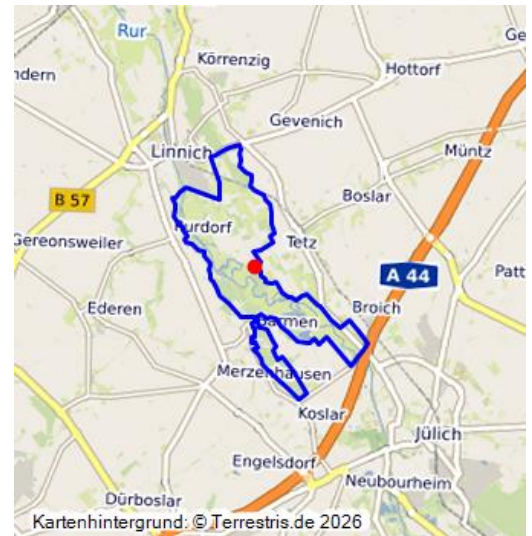 Rur
Körrenzig
Hottorf
Ge
ndern
Gevenich
Linnich
Müntz
B 57
Boslar
Rurdorf
Gereonsweiler
Tetz
A 44
Patt
Ederen
Broich
Barmen
Merzenhausen
Koslar
Jülich
Engelsdorf
Neubourheim
Dürboslar
Kartenhintergrund: © Terrestris.de 2026